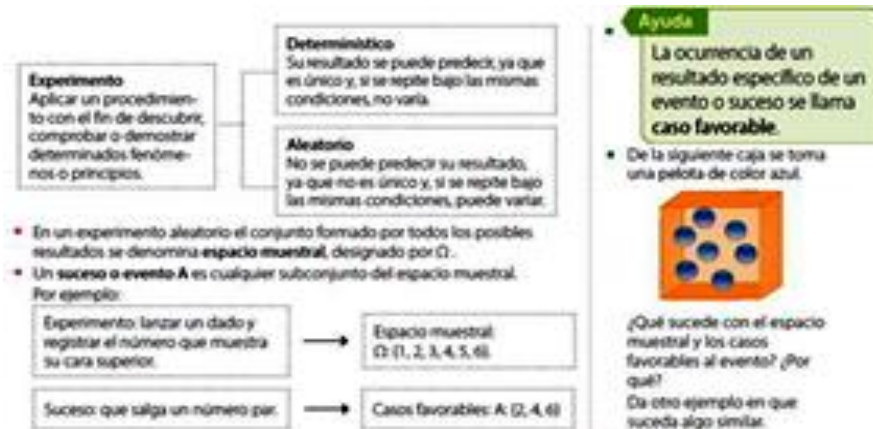 Experimento
Aplicar un procedimien-
to con el fin de descubrir,
comprobar o demostrar
determinados fenóme-
nos o principios.
Determinístico
Su resultado se puede predecir, ya que
es único y, si se repite bajo las mismas
condiciones, no varía.
Aleatorio
No se puede predecir su resultado,
ya que no es único y, si se repite bajo
las mismas condiciones, puede variar.
En un experimento aleatorio el conjunto formado por todos los posibles
resultados se denomina espacio muestral, designado por Ω.
Un suceso o evento A es cualquier subconjunto del espacio muestral.
Por ejemplo:
Experimento: lanzar un dado y
registrar el número que muestra
su cara superior.
Espacio muestral:
Ω: {1, 2, 3, 4, 5, 6}.
Suceso: que salga un número par.
Casos favorables: A: {2, 4, 6}
Ayuda
La ocurrencia de un
resultado específico de un
evento o suceso se llama
caso favorable.
De la siguiente caja se toma
una pelota de color azul.
¿Qué sucede con el espacio
muestral y los casos
favorables al evento? ¿Por
qué?
Da otro ejemplo en que
suceda algo similar.